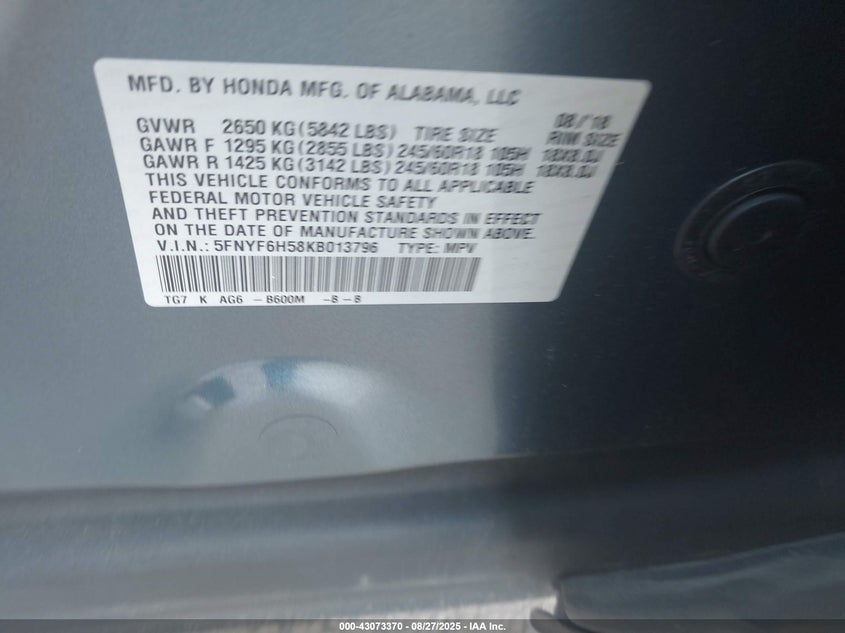 MFD. BY HONDA MFG. OF ALABAMA, LLC
08/'18
GVWR 2650 KG(5842 LBS) TIRE SIZE RIM SIZE
GAWR F 1295 KG(2855 LBS)245/60R18 105H 18X8.0J
GAWR R 1425 KG(3142 LBS)245/60R18 105H 18X8.0J
THIS VEHICLE CONFORMS TO ALL APPLICABLE
FEDERAL MOTOR VEHICLE SAFETY
AND THEFT PREVENTION STANDARDS IN EFFECT
ON THE DATE OF MANUFACTURE SHOWN ABOVE.
V.I.N.: 5FNYF6H58KB013796 TYPE: MPV
TG7 K AG6 -B600M -B-8
000-43073370 - 08/27/2025 - IAA Inc.